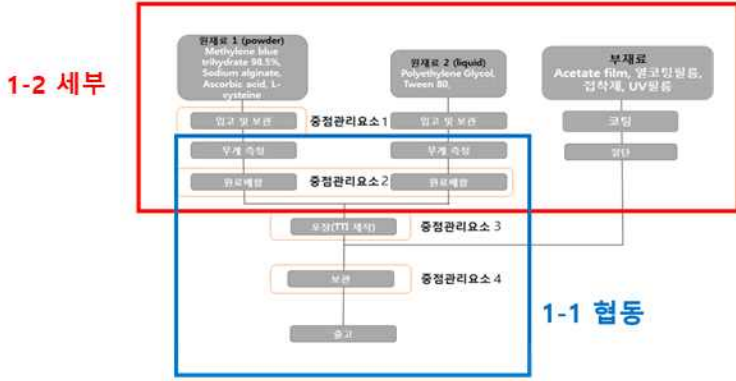 1-2 세부
원재료 1 (powder)
Methylene blue
trihydrate 98.5%,
Sodium alginate,
Ascorbic acid, L-
cysteine
원재료 2 (liquid)
Polyethylene Glycol,
Tween 80,
부재료
Acetate film, 열코팅필름,
접착제, UV필름
입고 및 보관
중점관리요소1
입고 및 보관
코팅
무게 측정
무게 측정
절단
원료배합
중점관리요소 2
원료배합
포장(TTI 제작)
중점관리요소 3
보관
중점관리요소 4
출고
1-1 협동